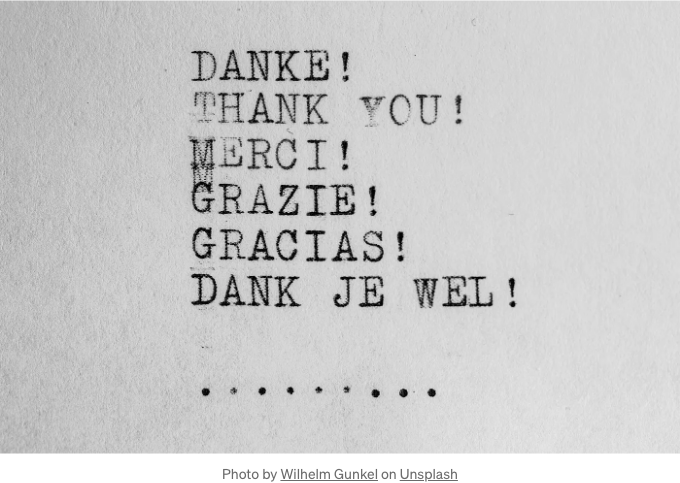 DANKE!
THANK YOU!
MERCI!
GRAZIE!
GRACIAS!
DANK JE WEL!
.........
Photo by Wilhelm Gunkel on Unsplash